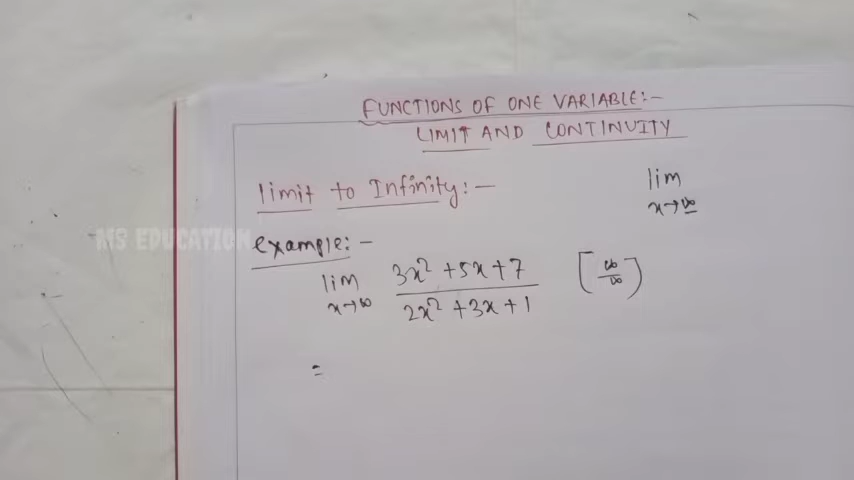 FUNCTIONS OF ONE VARIABLE:-
LIMIT AND CONTINUITY
limit to Infinity:-
lim
x→∞
MS EDUCATION
example:-
lim 3x² +5x+7 [∞/∞]
x→∞ 2x² +3x+1
=